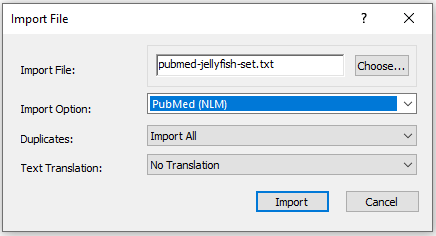 Import File
?
Import File:
pubmed-jellyfish-set.txt
Choose...
Import Option:
PubMed (NLM)
Duplicates:
Import All
Text Translation:
No Translation
Import
Cancel